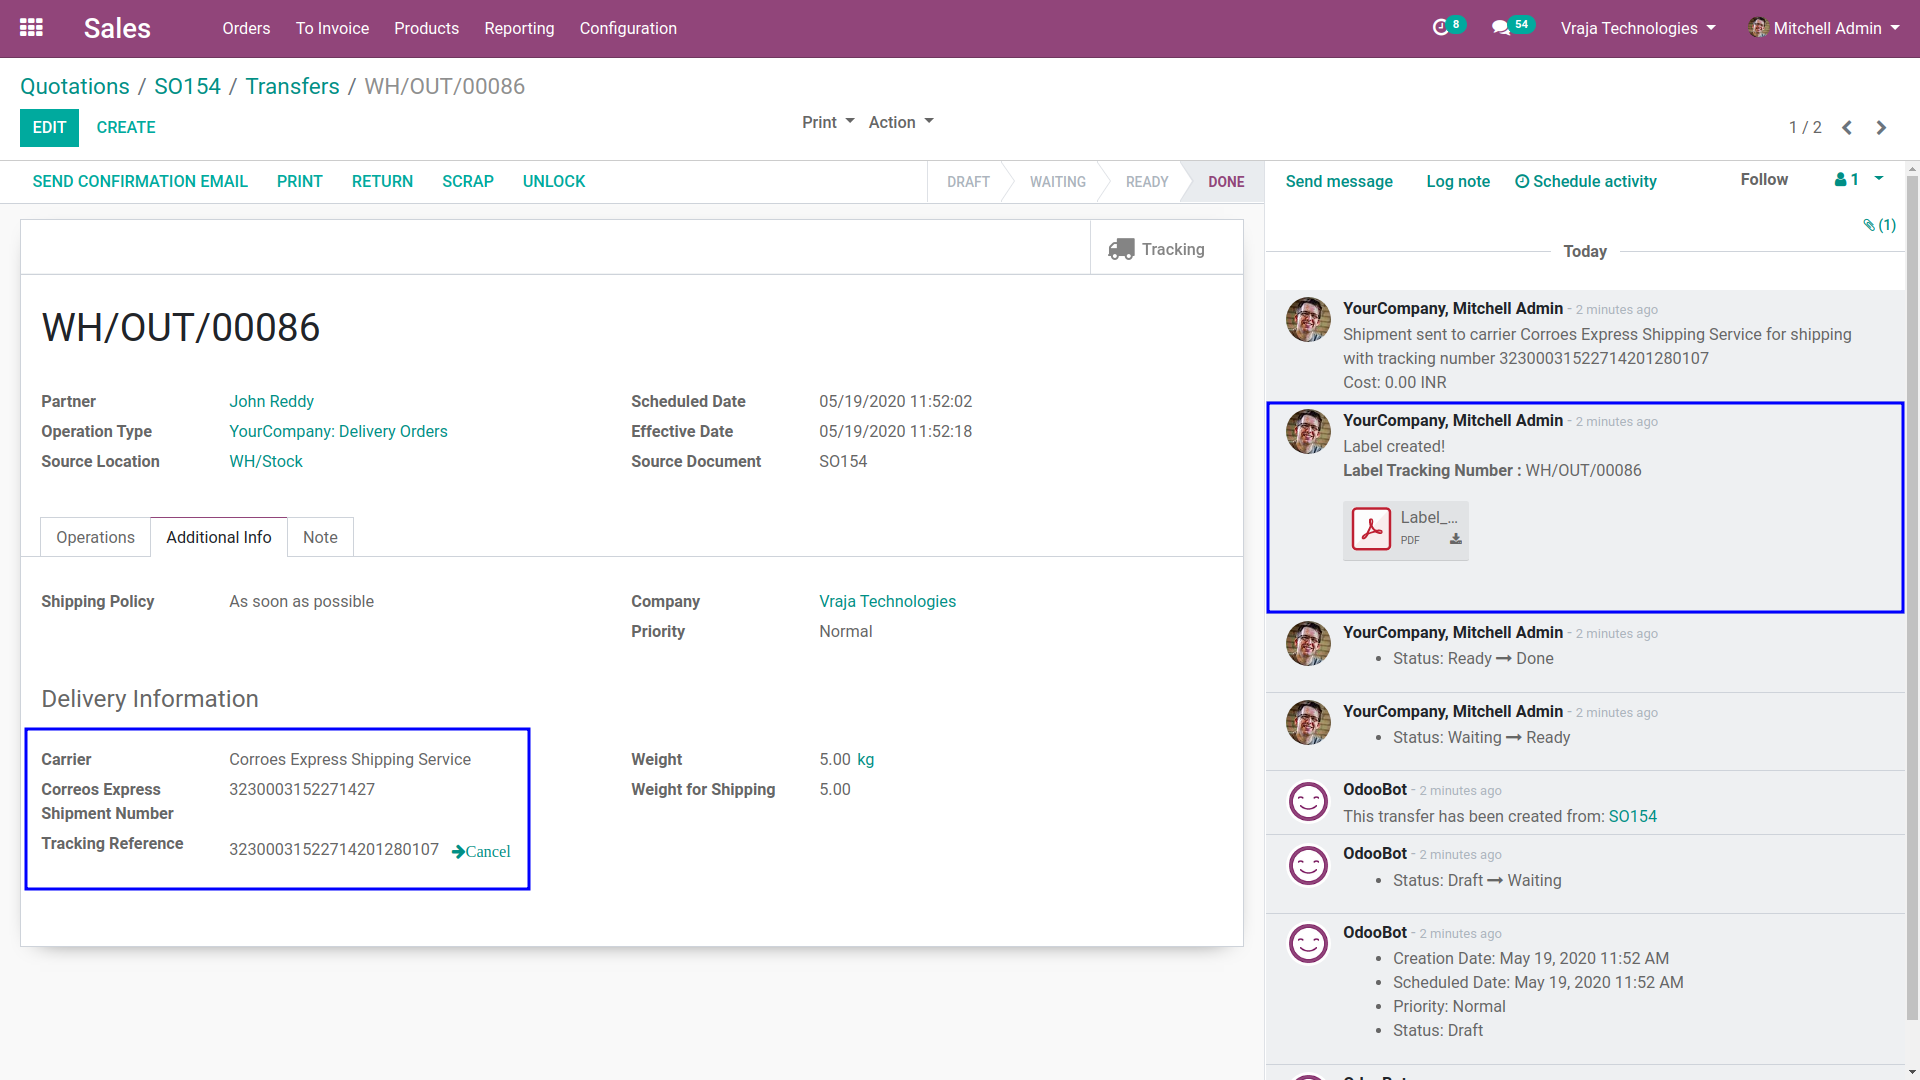 Sales Orders To Invoice Products Reporting Configuration 8 54 Vraja Technologies Mitchell Admin
Quotations / SO154 / Transfers / WH/OUT/00086
EDIT CREATE Print Action 1 / 2
SEND CONFIRMATION EMAIL PRINT RETURN SCRAP UNLOCK DRAFT WAITING READY DONE
Tracking
WH/OUT/00086
Partner John Reddy Scheduled Date 05/19/2020 11:52:02
Operation Type YourCompany: Delivery Orders Effective Date 05/19/2020 11:52:18
Source Location WH/Stock Source Document SO154
Operations Additional Info Note
Shipping Policy As soon as possible Company Vraja Technologies
Priority Normal
Delivery Information
Carrier Corroes Express Shipping Service Weight 5.00 kg
Correos Express 3230003152271427 Weight for Shipping 5.00
Shipment Number
Tracking Reference 32300031522714201280107 Cancel
Send message Log note Schedule activity Follow 1
(1)
Today
YourCompany, Mitchell Admin - 2 minutes ago
Shipment sent to carrier Corroes Express Shipping Service for shipping
with tracking number 32300031522714201280107
Cost: 0.00 INR
YourCompany, Mitchell Admin - 2 minutes ago
Label created!
Label Tracking Number : WH/OUT/00086
Label_...
PDF
YourCompany, Mitchell Admin - 2 minutes ago
• Status: Ready → Done
YourCompany, Mitchell Admin - 2 minutes ago
• Status: Waiting → Ready
OdooBot - 2 minutes ago
This transfer has been created from: SO154
OdooBot - 2 minutes ago
• Status: Draft → Waiting
OdooBot - 2 minutes ago
• Creation Date: May 19, 2020 11:52 AM
• Scheduled Date: May 19, 2020 11:52 AM
• Priority: Normal
• Status: Draft